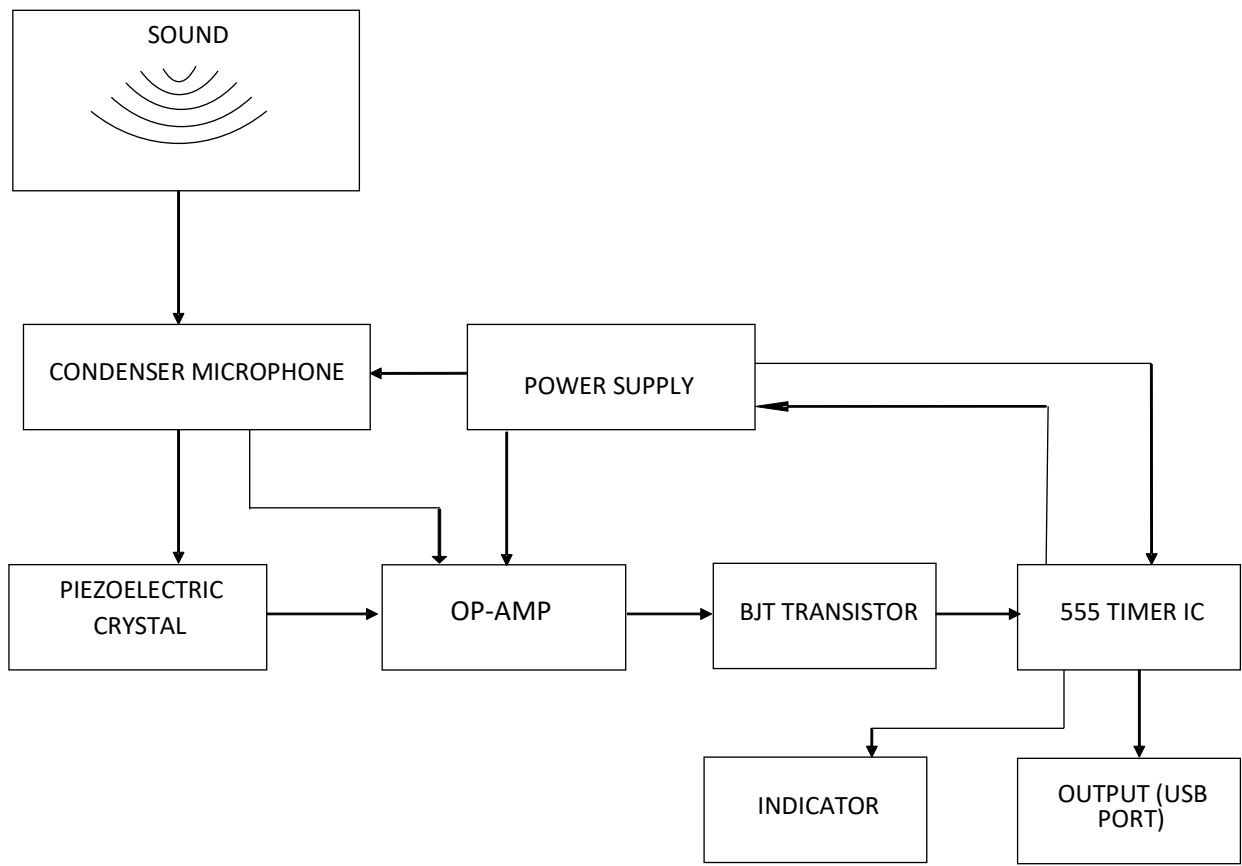 SOUND
CONDENSER MICROPHONE
POWER SUPPLY
PIEZOELECTRIC
CRYSTAL
OP-AMP
BJT TRANSISTOR
555 TIMER IC
INDICATOR
OUTPUT (USB
PORT)